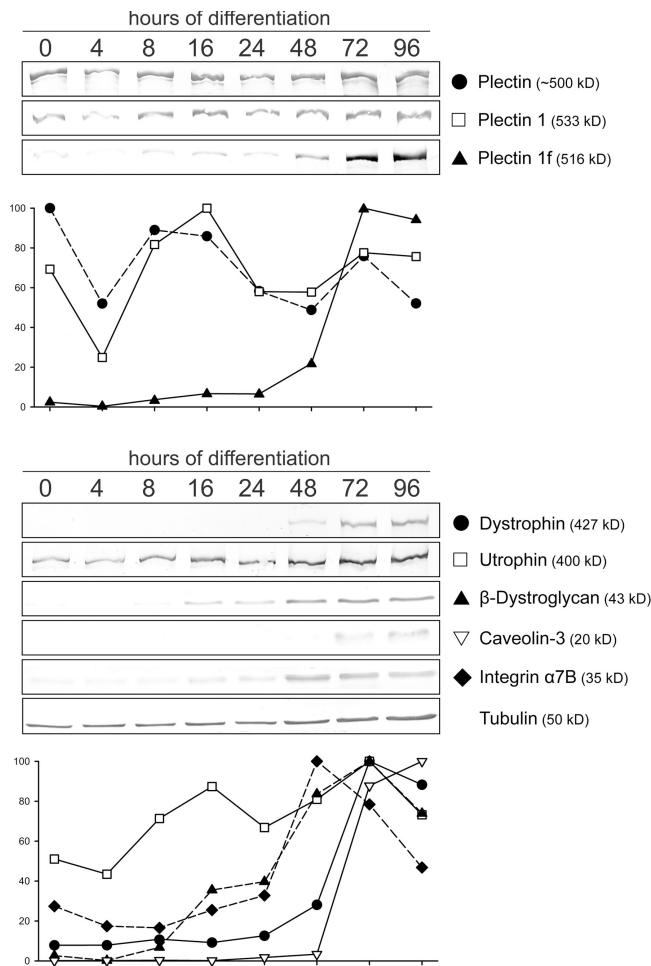 hours of differentiation
0 4 8 16 24 48 72 96
Plectin (~500 kD)
Plectin 1 (533 kD)
Plectin 1f (516 kD)
100
80
60
40
20
0
hours of differentiation
0 4 8 16 24 48 72 96
Dystrophin (427 kD)
Utrophin (400 kD)
β-Dystroglycan (43 kD)
Caveolin-3 (20 kD)
Integrin α7B (35 kD)
Tubulin (50 kD)
100
80
60
40
20
0